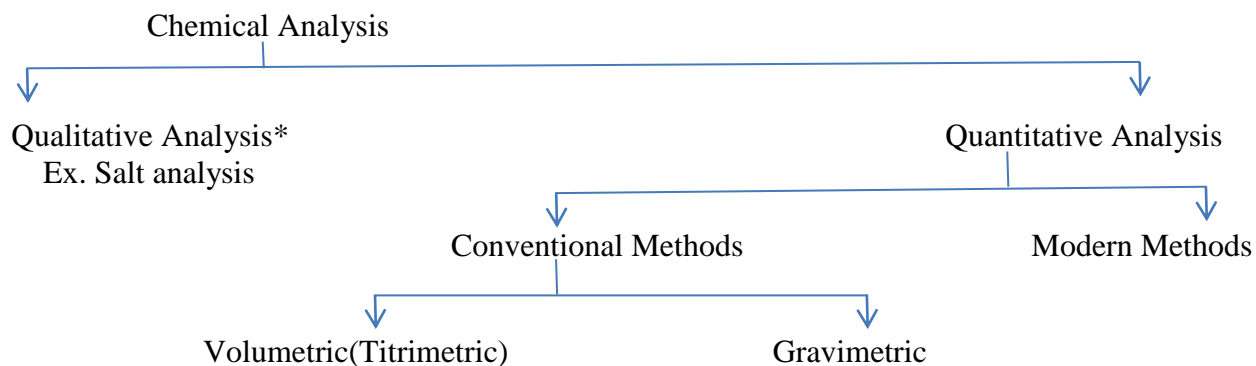 Chemical Analysis
Qualitative Analysis*
Ex. Salt analysis
Quantitative Analysis
Conventional Methods
Modern Methods
Volumetric(Titrimetric)
Gravimetric